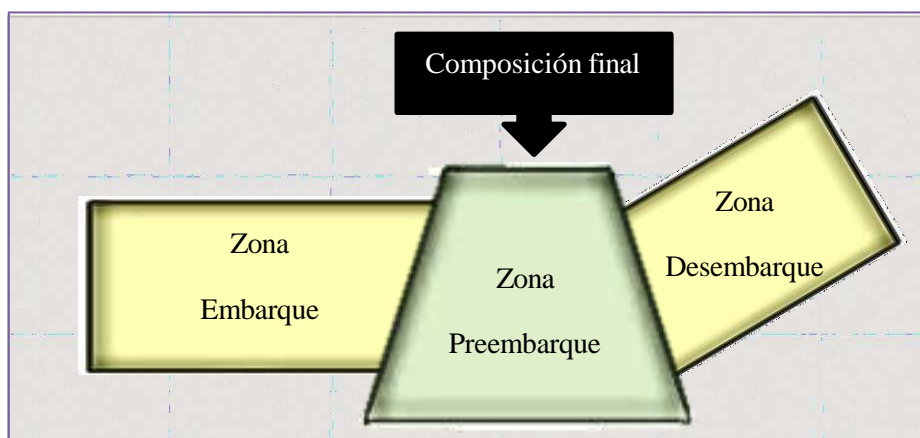 Composición final
Zona
Embarque
Zona
Preembarque
Zona
Desembarque